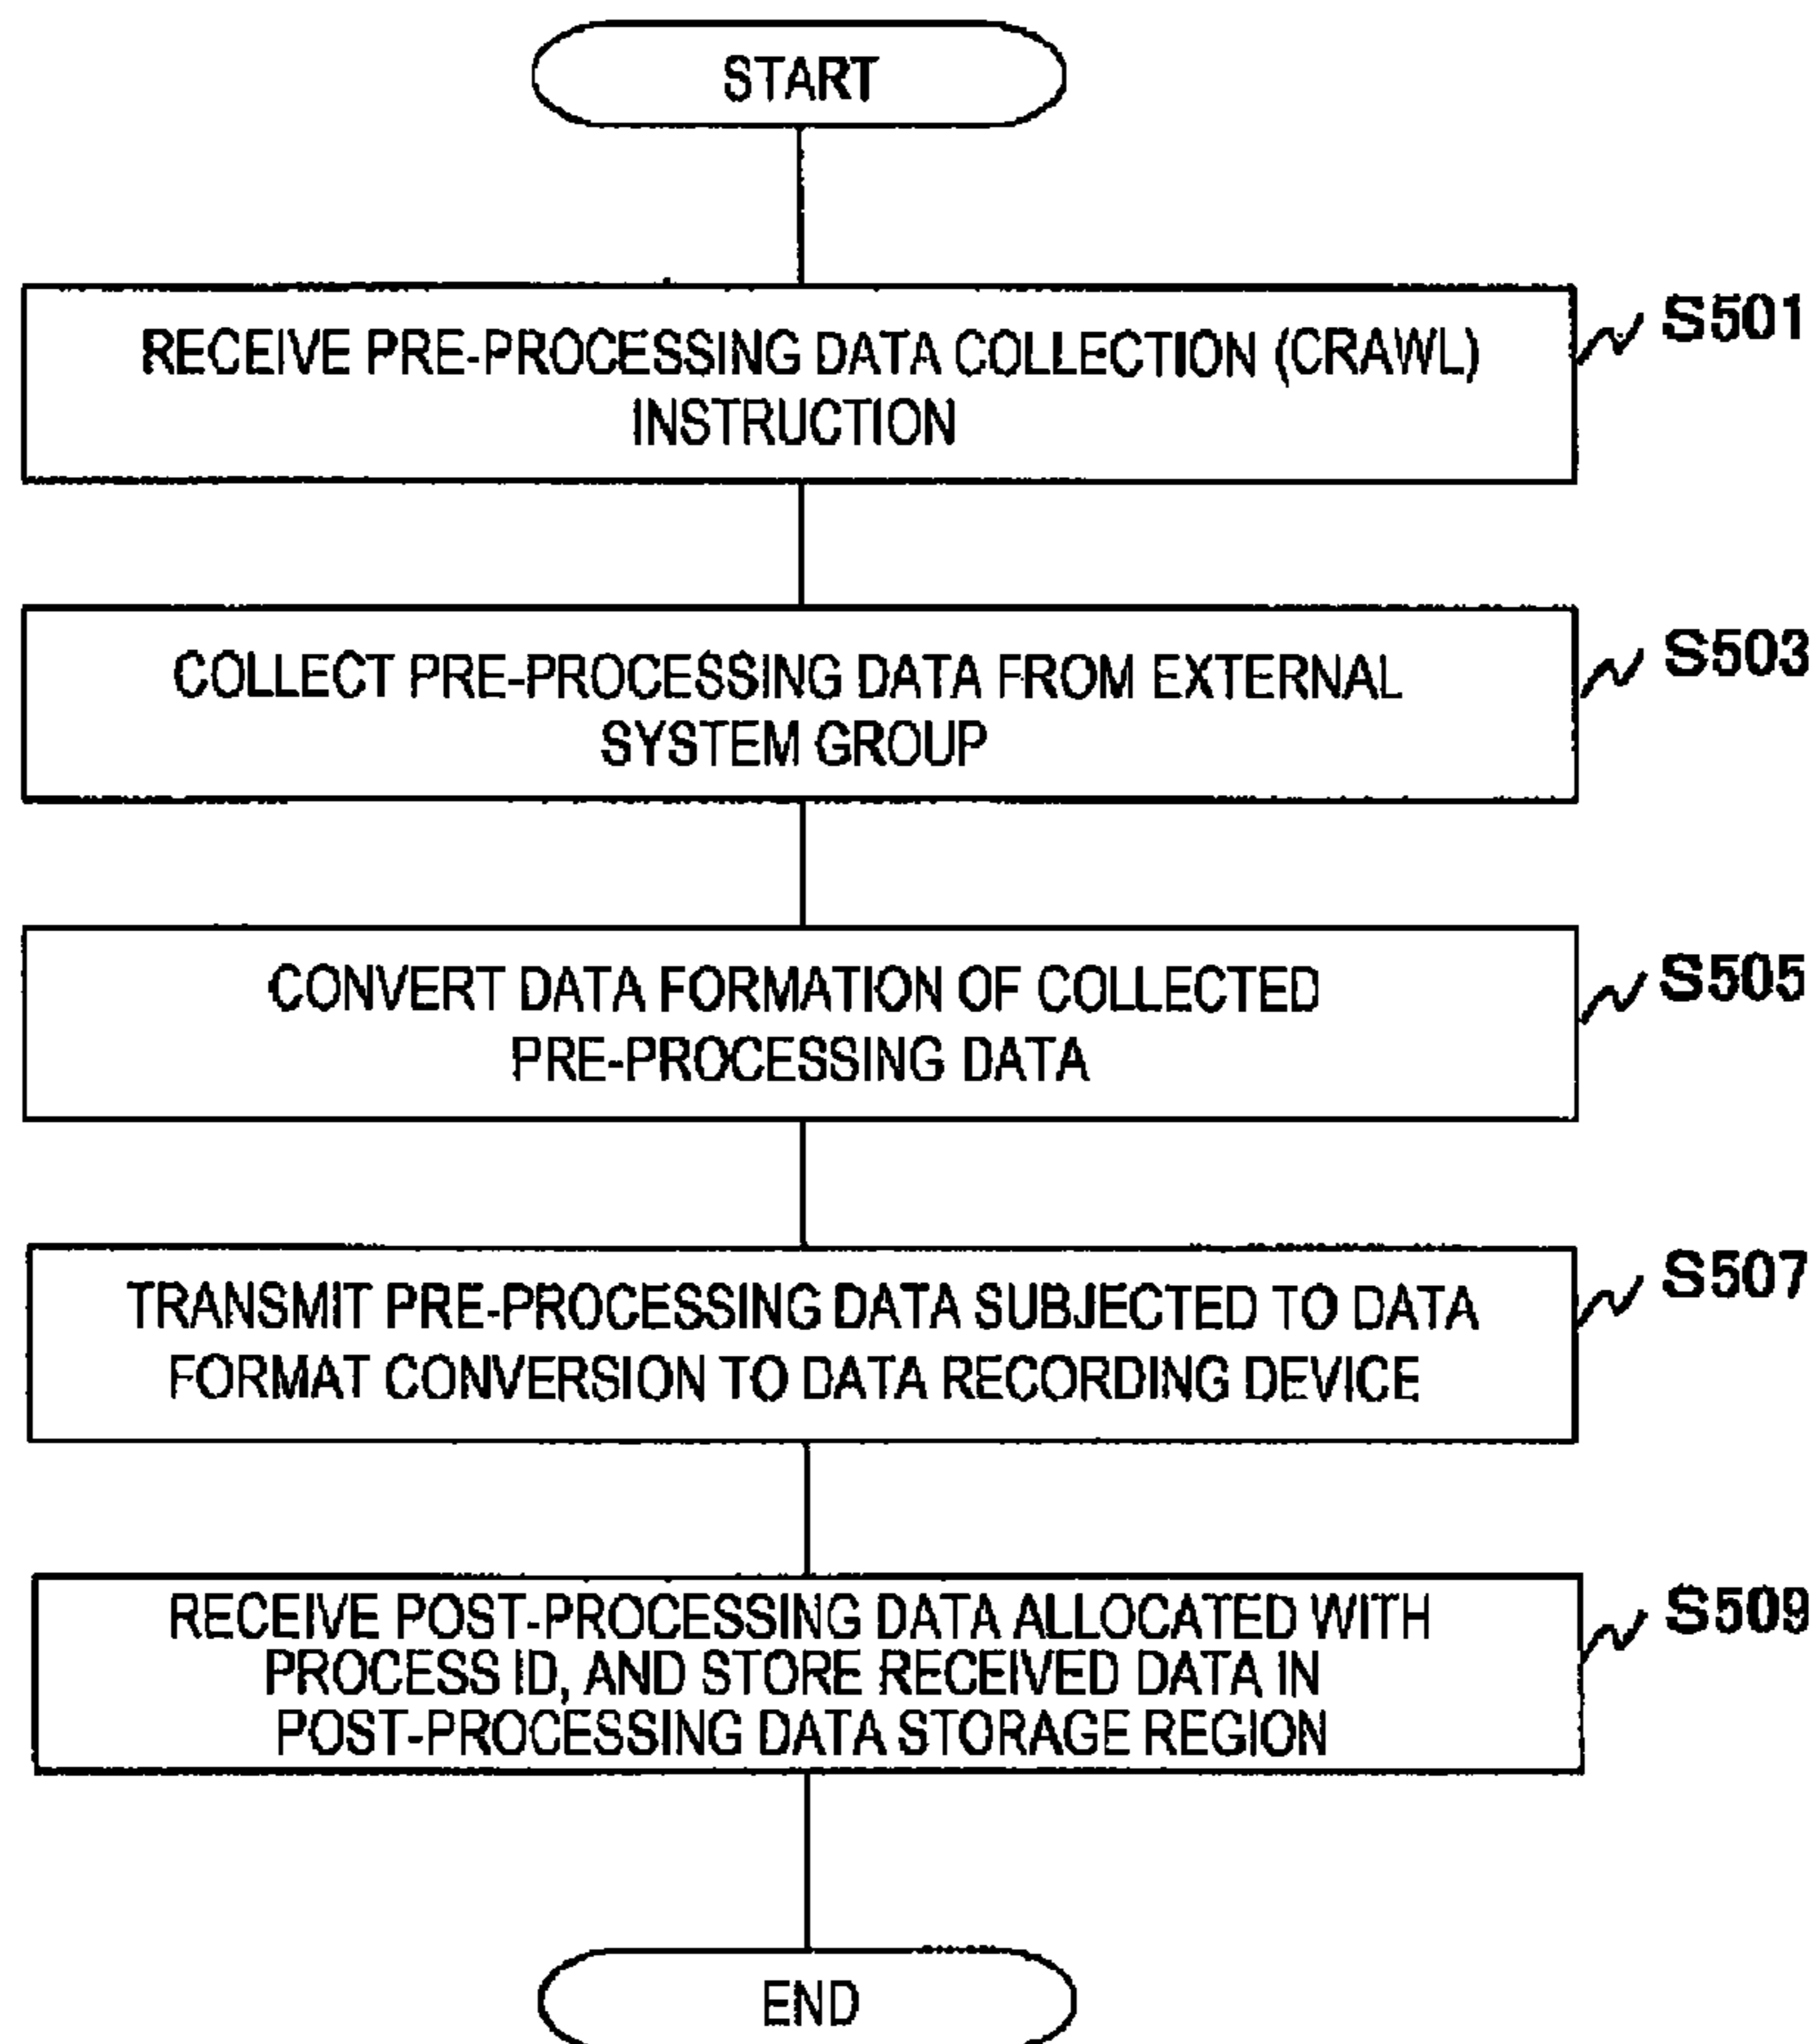 START
RECEIVE PRE-PROCESSING DATA COLLECTION (CRAWL)
INSTRUCTION
S501
COLLECT PRE-PROCESSING DATA FROM EXTERNAL
SYSTEM GROUP
S503
CONVERT DATA FORMATION OF COLLECTED
PRE-PROCESSING DATA
S505
TRANSMIT PRE-PROCESSING DATA SUBJECTED TO DATA
FORMAT CONVERSION TO DATA RECORDING DEVICE
S507
RECEIVE POST-PROCESSING DATA ALLOCATED WITH
PROCESS ID, AND STORE RECEIVED DATA IN
POST-PROCESSING DATA STORAGE REGION
S509
END